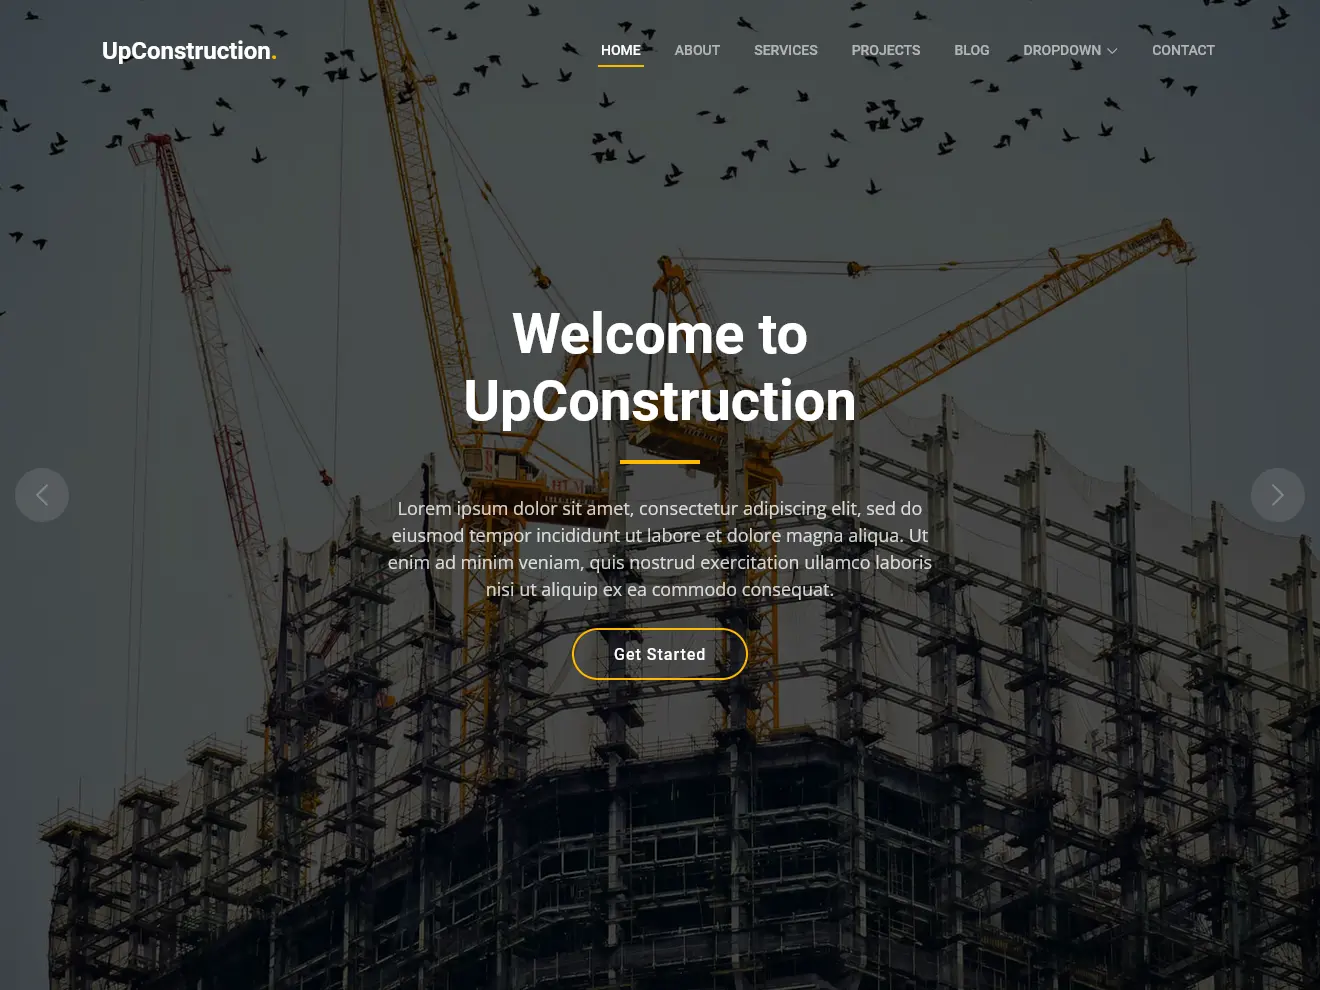 UpConstruction.
HOME ABOUT SERVICES PROJECTS BLOG DROPDOWN CONTACT
Welcome to
UpConstruction
Lorem ipsum dolor sit amet, consectetur adipiscing elit, sed do
eiusmod tempor incididunt ut labore et dolore magna aliqua. Ut
enim ad minim veniam, quis nostrud exercitation ullamco laboris
nisi ut aliquip ex ea commodo consequat.
Get Started